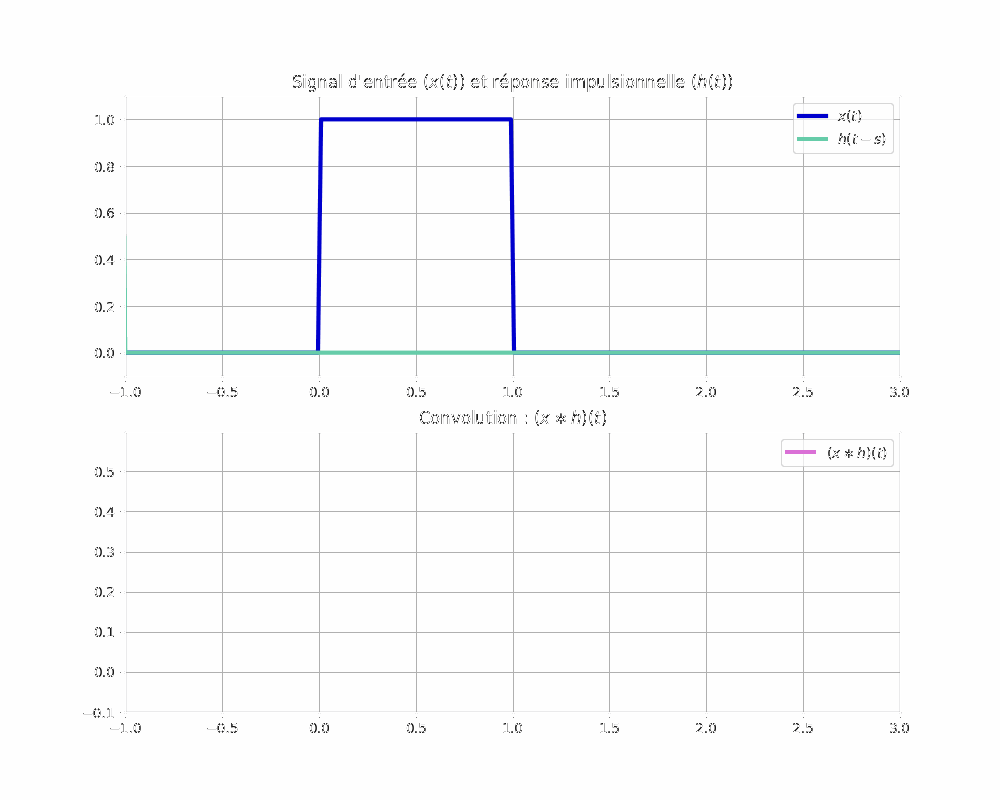 Signal d'entrée (x(t)) et réponse impulsionnelle (h(t))
x(t)
h(t − s)
1.0
0.8
0.6
0.4
0.2
0.0
−1.0 −0.5 0.0 0.5 1.0 1.5 2.0 2.5 3.0
Convolution : (x ∗ h)(t)
(x ∗ h)(t)
0.5
0.4
0.3
0.2
0.1
0.0
−0.1
−1.0 −0.5 0.0 0.5 1.0 1.5 2.0 2.5 3.0